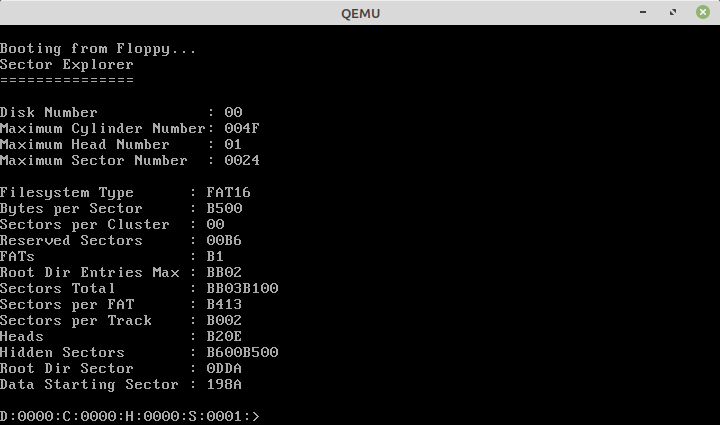 QEMU
Booting from Floppy...
Sector Explorer
===============
Disk Number            : 00
Maximum Cylinder Number: 004F
Maximum Head Number    : 01
Maximum Sector Number  : 0024
Filesystem Type      : FAT16
Bytes per Sector     : B500
Sectors per Cluster  : 00
Reserved Sectors     : 00B6
FATs                 : B1
Root Dir Entries Max : BB02
Sectors Total        : BB03B100
Sectors per FAT      : B413
Sectors per Track    : B002
Heads                : B20E
Hidden Sectors       : B600B500
Root Dir Sector      : 0DDA
Data Starting Sector : 198A
D:0000:C:0000:H:0000:S:0001:>